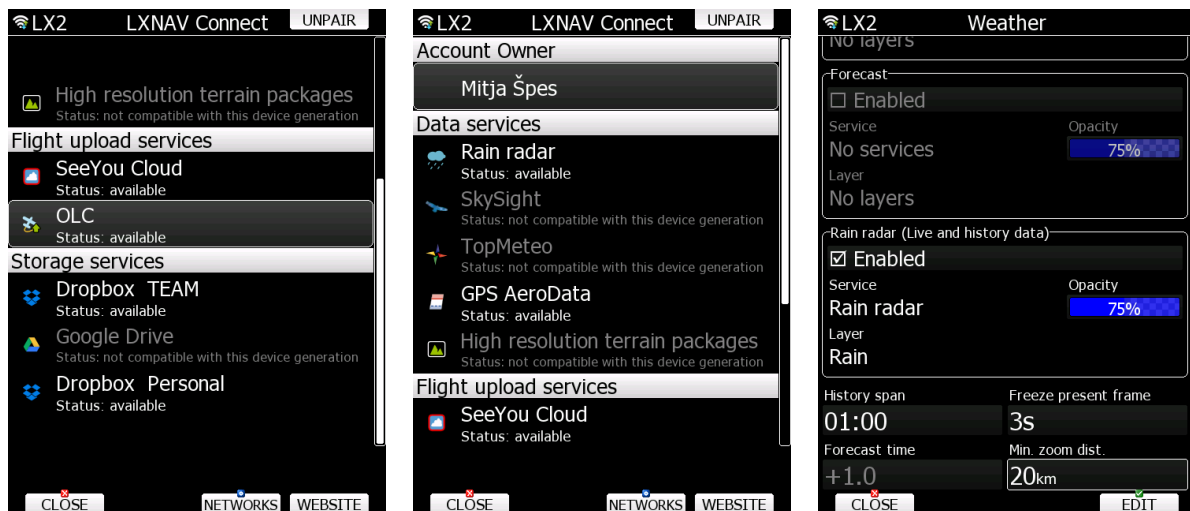 LX2 LXNAV Connect UNPAIR
High resolution terrain packages
Status: not compatible with this device generation
Flight upload services
SeeYou Cloud
Status: available
OLC
Status: available
Storage services
Dropbox TEAM
Status: available
Google Drive
Status: not compatible with this device generation
Dropbox Personal
Status: available
CLOSE NETWORKS WEBSITE
LX2 LXNAV Connect UNPAIR
Account Owner
Mitja Špes
Data services
Rain radar
Status: available
SkySight
Status: not compatible with this device generation
TopMeteo
Status: not compatible with this device generation
GPS AeroData
Status: available
High resolution terrain packages
Status: not compatible with this device generation
Flight upload services
SeeYou Cloud
Status: available
CLOSE NETWORKS WEBSITE
LX2 Weather
No layers
Forecast
Enabled
Service Opacity
No services 75%
Layer
No layers
Rain radar (Live and history data)
Enabled
Service Opacity
Rain radar 75%
Layer
Rain
History span Freeze present frame
01:00 3s
Forecast time Min. zoom dist.
+1.0 20km
CLOSE EDIT